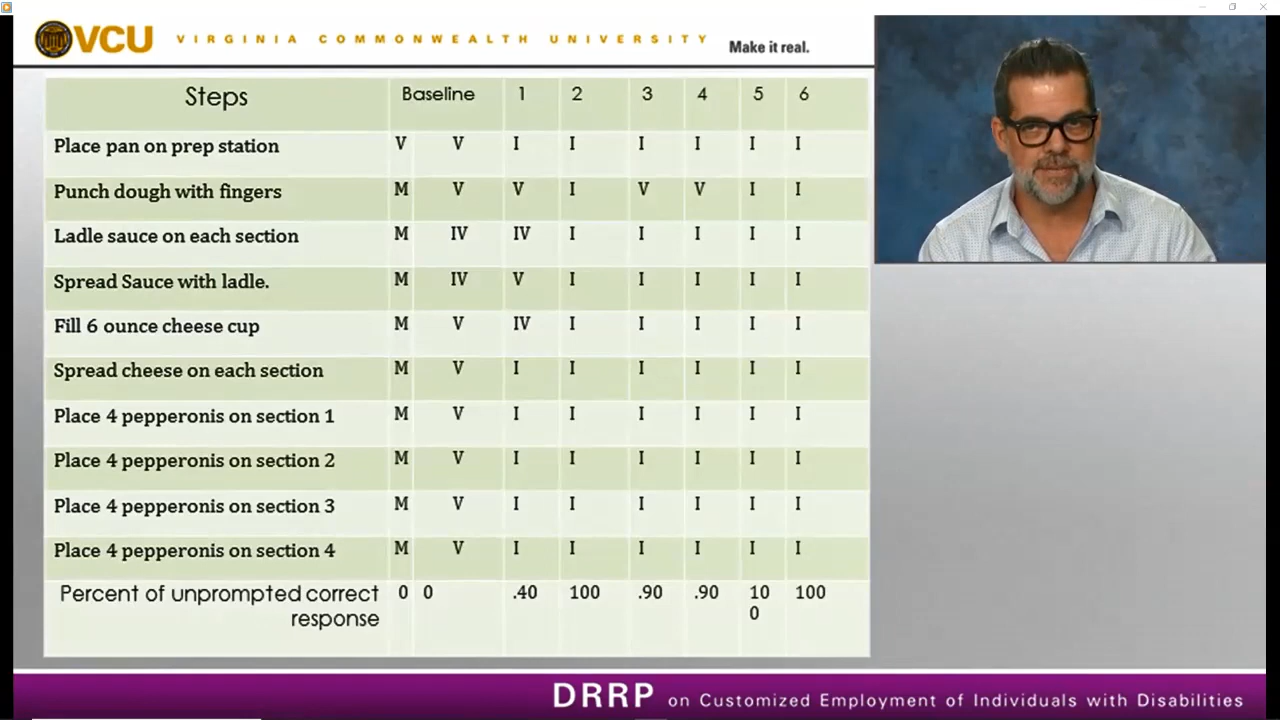 VCU VIRGINIA COMMONWEALTH UNIVERSITY Make it real.
Steps Baseline 1 2 3 4 5 6
Place pan on prep station V V I I I I I I
Punch dough with fingers M V V I V V I I
Ladle sauce on each section M IV IV I I I I I
Spread Sauce with ladle. M IV V I I I I I
Fill 6 ounce cheese cup M V IV I I I I I
Spread cheese on each section M V I I I I I I
Place 4 pepperonis on section 1 M V I I I I I I
Place 4 pepperonis on section 2 M V I I I I I I
Place 4 pepperonis on section 3 M V I I I I I I
Place 4 pepperonis on section 4 M V I I I I I I
Percent of unprompted correct 0 0 .40 100 .90 .90 10 100
response 0
DRRP on Customized Employment of Individuals with Disabilities